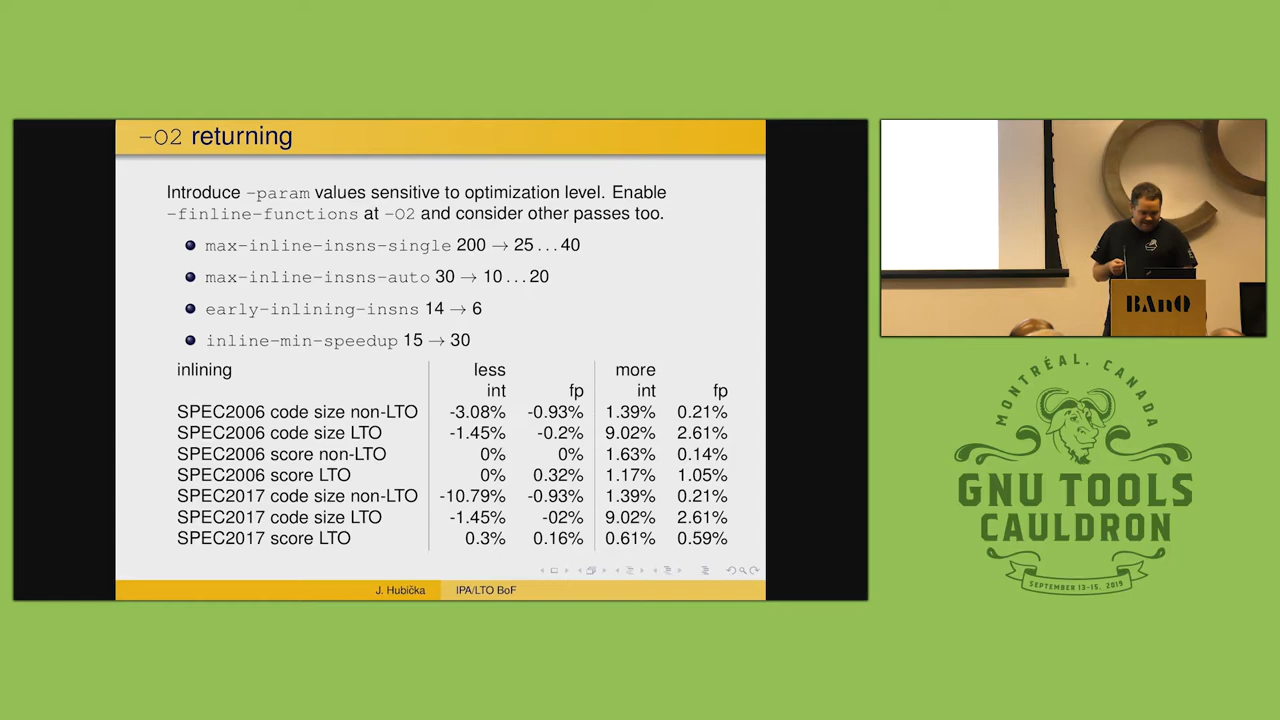 -O2 returning
Introduce -param values sensitive to optimization level. Enable
-finline-functions at -O2 and consider other passes too.
max-inline-insns-single 200 → 25...40
max-inline-insns-auto 30 → 10...20
early-inlining-insns 14 → 6
inline-min-speedup 15 → 30
inlining less more
int fp int fp
SPEC2006 code size non-LTO -3.08% -0.93% 1.39% 0.21%
SPEC2006 code size LTO -1.45% -0.2% 9.02% 2.61%
SPEC2006 score non-LTO 0% 0% 1.63% 0.14%
SPEC2006 score LTO 0% 0.32% 1.17% 1.05%
SPEC2017 code size non-LTO -10.79% -0.93% 1.39% 0.21%
SPEC2017 code size LTO -1.45% -02% 9.02% 2.61%
SPEC2017 score LTO 0.3% 0.16% 0.61% 0.59%
J. Hubička IPA/LTO BoF
BAnQ
MONTRÉAL, CANADA
GNU TOOLS
CAULDRON
SEPTEMBER 13-15, 2019